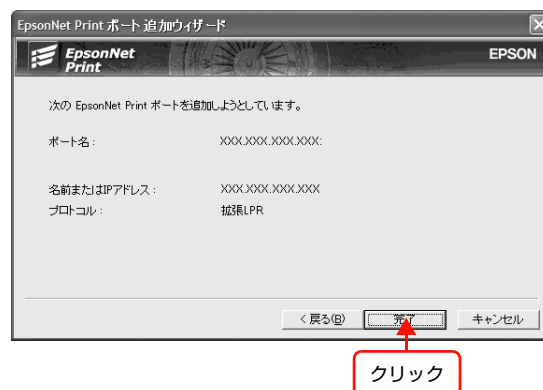 EpsonNet Print ポート 追加ウィザード
EpsonNet
Print
EPSON
次の EpsonNet Print ポートを追加しようとしています。
ポート名 : XXX.XXX.XXX.XXX:
名前またはIPアドレス : XXX.XXX.XXX.XXX
プロトコル : 拡張LPR
< 戻る(B) 完了 キャンセル
クリック